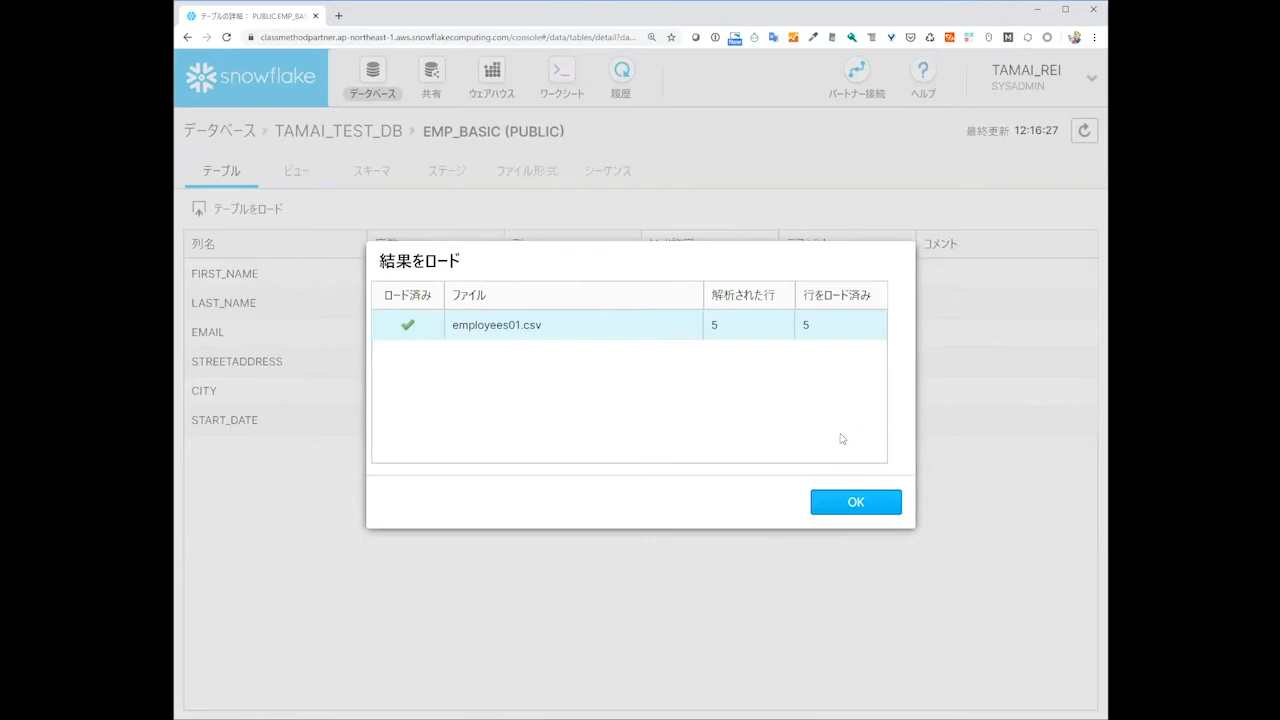 テーブルの詳細: PUBLIC.EMP_BA
classmethodpartner.ap-northeast-1.aws.snowflakecomputing.com/console#/data/tables/detail?da...
New
snowflake
データベース
共有
ウェアハウス
ワークシート
履歴
パートナー接続
ヘルプ
TAMAI_REI
SYSADMIN
データベース › TAMAI_TEST_DB › EMP_BASIC (PUBLIC)
最終更新 12:16:27
テーブル ビュー スキーマ ステージ ファイル形式 シーケンス
テーブルをロード
列名
コメント
FIRST_NAME
LAST_NAME
EMAIL
STREETADDRESS
CITY
START_DATE
結果をロード
ロード済み ファイル 解析された行 行をロード済み
employees01.csv 5 5
OK